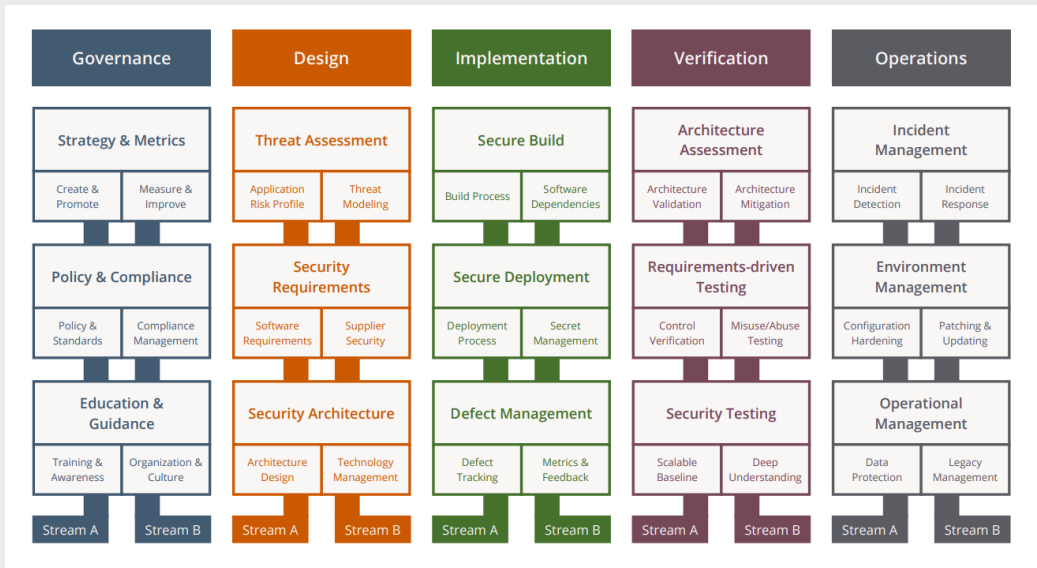 Governance
Design
Implementation
Verification
Operations
Strategy & Metrics
Create &
Promote
Measure &
Improve
Policy & Compliance
Policy &
Standards
Compliance
Management
Education &
Guidance
Training &
Awareness
Organization &
Culture
Stream A
Stream B
Threat Assessment
Application
Risk Profile
Threat
Modeling
Security
Requirements
Software
Requirements
Supplier
Security
Security Architecture
Architecture
Design
Technology
Management
Stream A
Stream B
Secure Build
Build Process
Software
Dependencies
Secure Deployment
Deployment
Process
Secret
Management
Defect Management
Defect
Tracking
Metrics &
Feedback
Stream A
Stream B
Architecture
Assessment
Architecture
Validation
Architecture
Mitigation
Requirements-driven
Testing
Control
Verification
Misuse/Abuse
Testing
Security Testing
Scalable
Baseline
Deep
Understanding
Stream A
Stream B
Incident
Management
Incident
Detection
Incident
Response
Environment
Management
Configuration
Hardening
Patching &
Updating
Operational
Management
Data
Protection
Legacy
Management
Stream A
Stream B